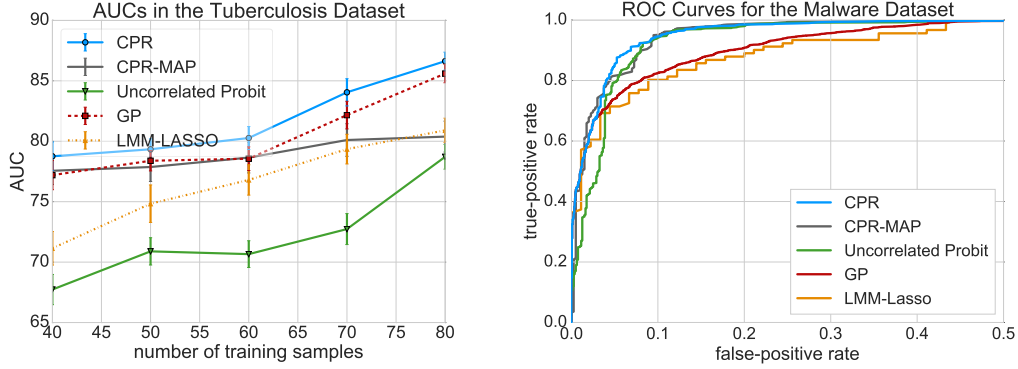 AUCs in the Tuberculosis Dataset
90
85
80
75
70
65
AUC
CPR
CPR-MAP
Uncorrelated Probit
GP
LMM-LASSO
40 45 50 55 60 65 70 75 80
number of training samples
ROC Curves for the Malware Dataset
1.0
0.8
0.6
0.4
0.2
0.0
true-positive rate
CPR
CPR-MAP
Uncorrelated Probit
GP
LMM-Lasso
0.0 0.1 0.2 0.3 0.4 0.5
false-positive rate